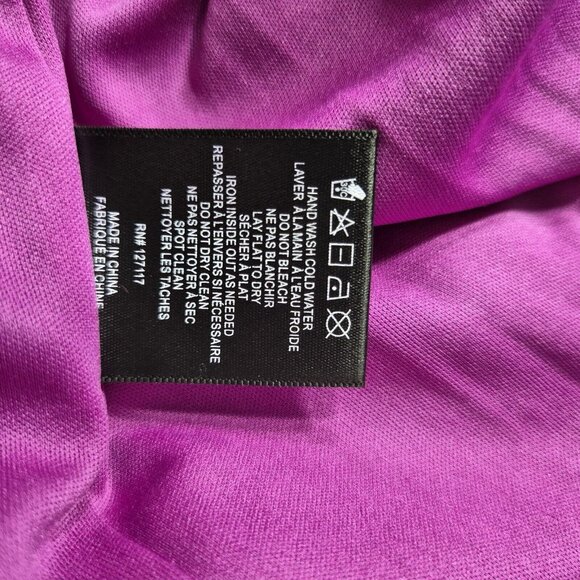 HAND WASH COLD WATER
LAVER À LA MAIN À L'EAU FROIDE
DO NOT BLEACH
NE PAS BLANCHIR
LAY FLAT TO DRY
SÉCHER À PLAT
IRON INSIDE OUT AS NEEDED
REPASSER À L'ENVERS SI NECESSAIRE
DO NOT DRY CLEAN
NE PAS NETTOYER À SEC
SPOT CLEAN
NETTOYER LES TACHES
RN# 127117
MADE IN CHINA
FABRIQUÉ EN CHINE